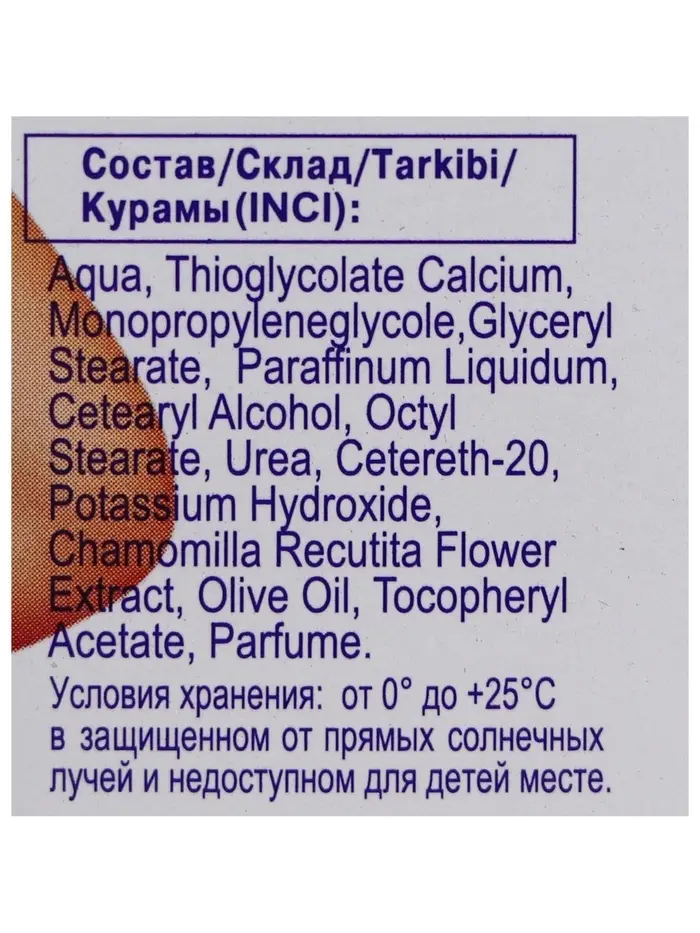 Состав/Склад/Tarkibi/
Курамы(INCI):
Aqua, Thioglycolate Calcium,
Monopropyleneglycole,Glyceryl
Stearate, Paraffinum Liquidum,
Cetearyl Alcohol, Octyl
Stearate, Urea, Cetereth-20,
Potassium Hydroxide,
Chamomilla Recutita Flower
Extract, Olive Oil, Tocopheryl
Acetate, Parfume.
Условия хранения: от 0° до +25°С
в защищенном от прямых солнечных
лучей и недоступном для детей месте.